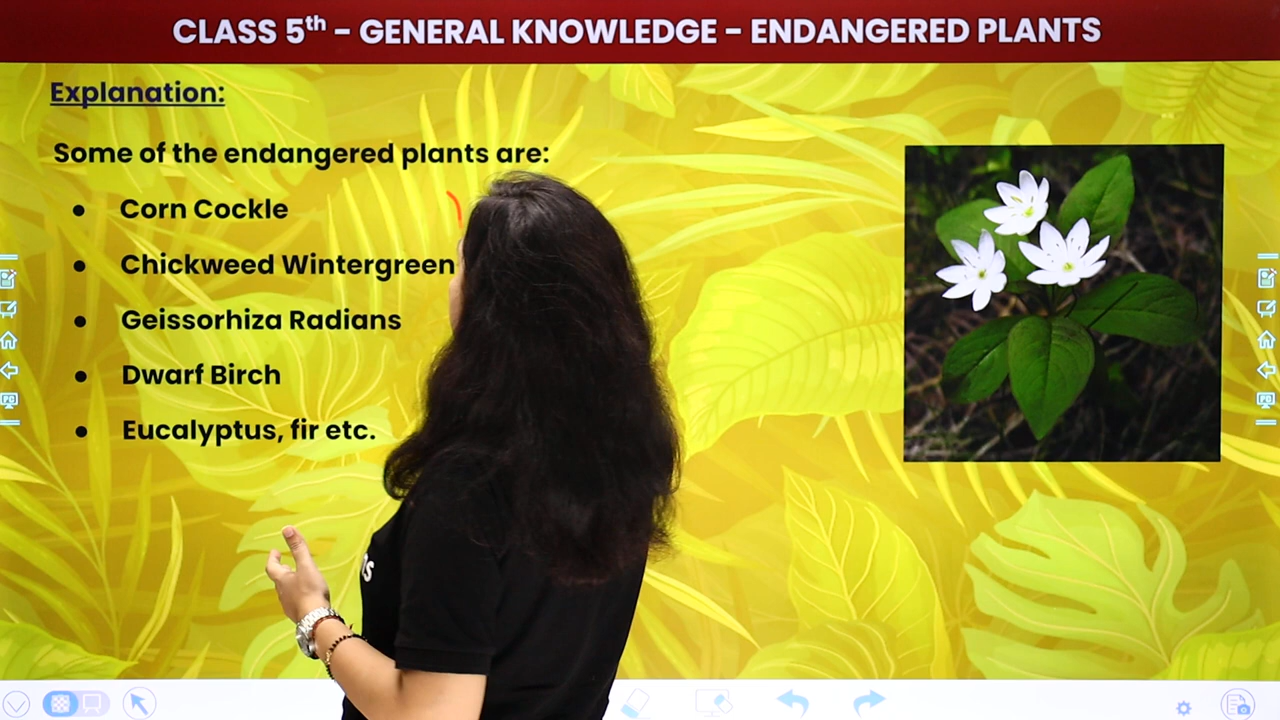 CLASS 5th - GENERAL KNOWLEDGE - ENDANGERED PLANTS
Explanation:
Some of the endangered plants are:
● Corn Cockle
● Chickweed Wintergreen
● Geissorhiza Radians
● Dwarf Birch
● Eucalyptus, fir etc.